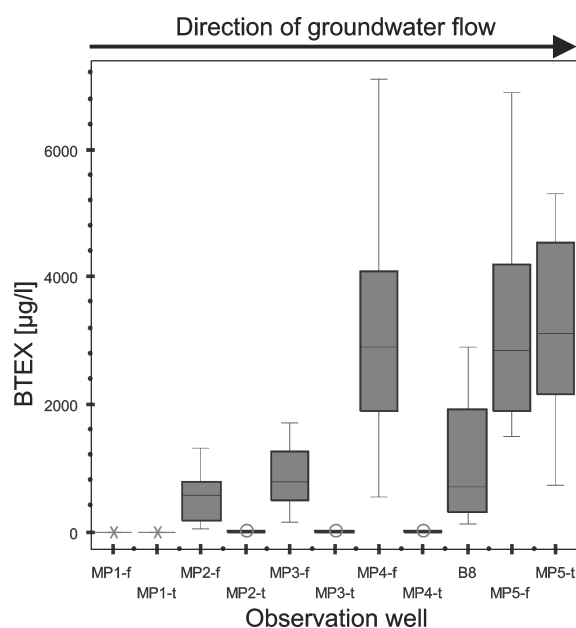 Direction of groundwater flow
6000
4000
2000
0
BTEX [µg/l]
MP1-f MP2-f MP3-f MP4-f B8 MP5-t
MP1-t MP2-t MP3-t MP4-t MP5-f
Observation well